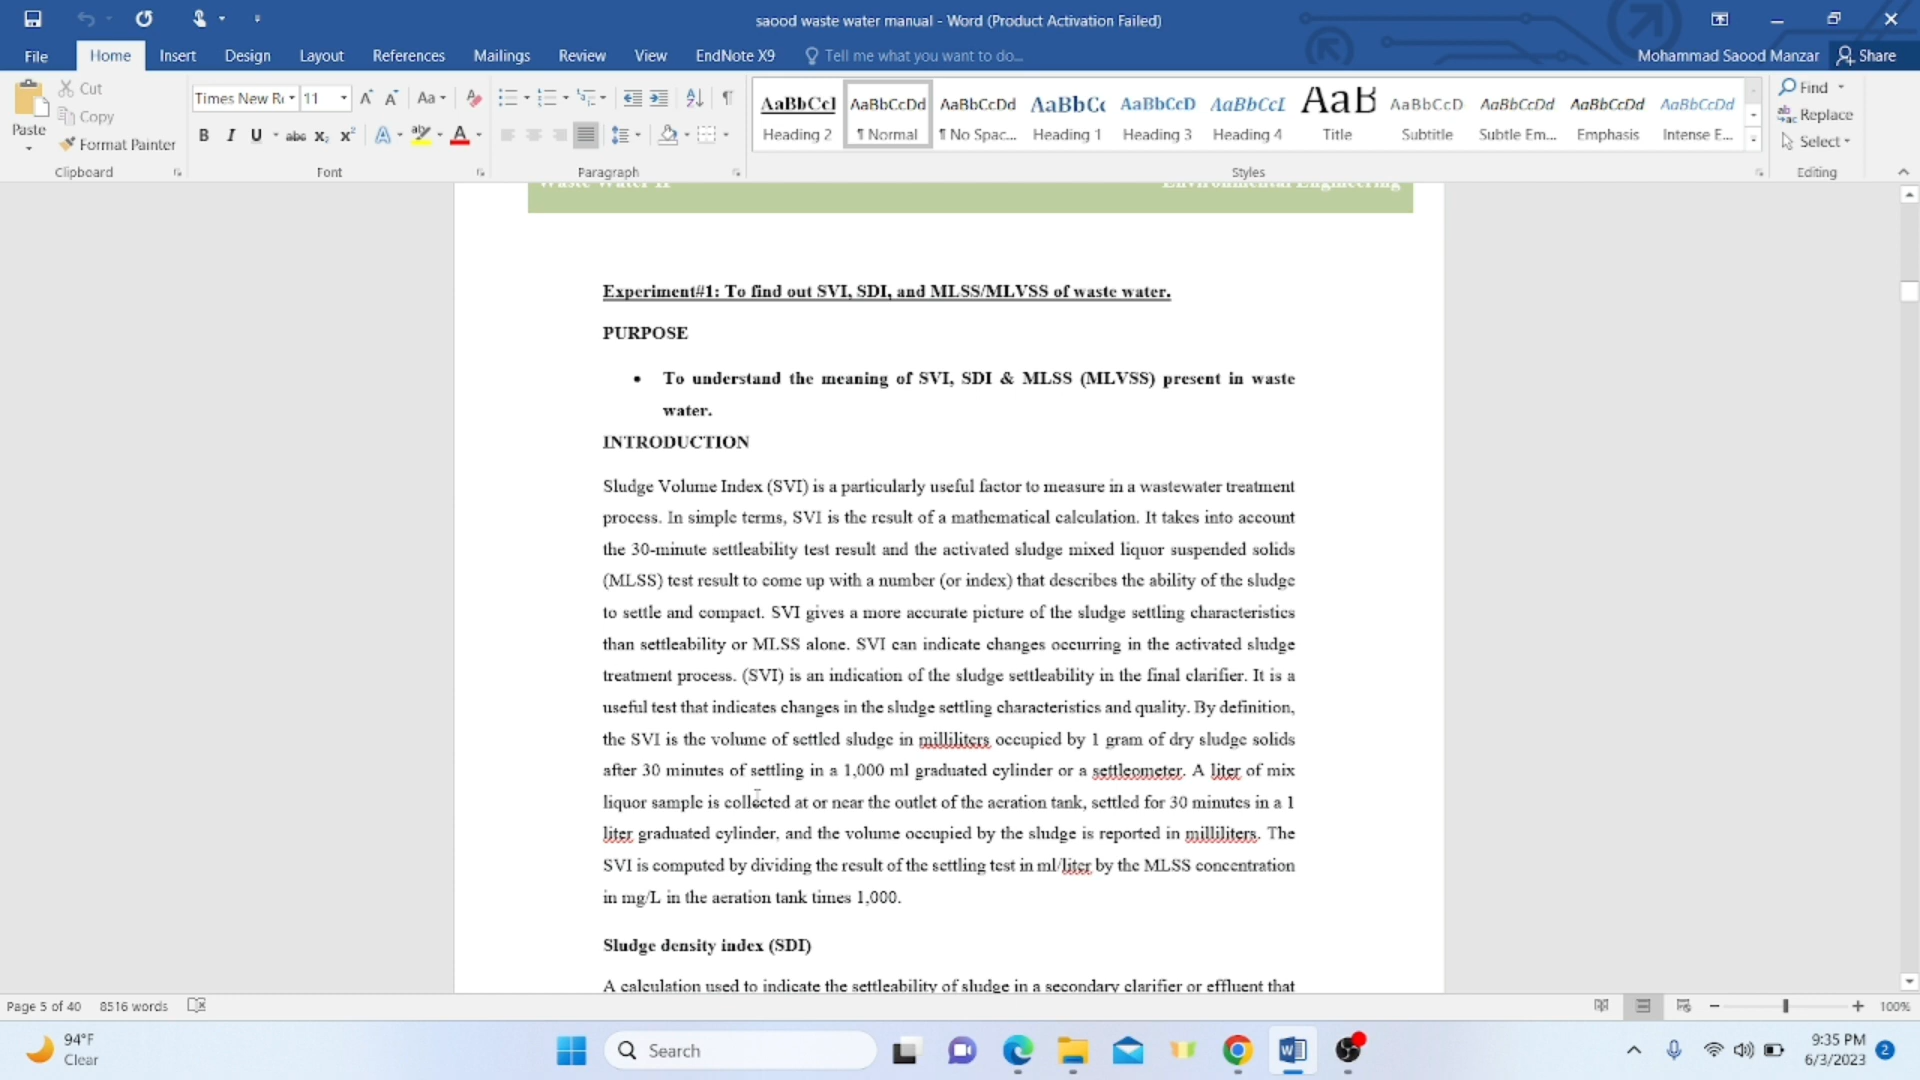 saood waste water manual - Word (Product Activation Failed)
File Home Insert Design Layout References Mailings Review View EndNote X9 Tell me what you want to do... Mohammad Saood Manzar Share
Paste
Cut
Copy
Format Painter
Clipboard
Times New R 11
Font
Paragraph
AaBbCcI AaBbCcDd AaBbCcDd AaBbCc AaBbCcD AaBbCcL AaB AaBbCcD AaBbCcDd AaBbCcDd AaBbCcDd
Heading 2 ¶ Normal ¶ No Spac... Heading 1 Heading 3 Heading 4 Title Subtitle Subtle Em... Emphasis Intense E...
Styles
Find
Replace
Select
Editing
Waste Water II Environmental Engineering
Experiment#1: To find out SVI, SDI, and MLSS/MLVSS of waste water.
PURPOSE
• To understand the meaning of SVI, SDI & MLSS (MLVSS) present in waste
water.
INTRODUCTION
Sludge Volume Index (SVI) is a particularly useful factor to measure in a wastewater treatment
process. In simple terms, SVI is the result of a mathematical calculation. It takes into account
the 30-minute settleability test result and the activated sludge mixed liquor suspended solids
(MLSS) test result to come up with a number (or index) that describes the ability of the sludge
to settle and compact. SVI gives a more accurate picture of the sludge settling characteristics
than settleability or MLSS alone. SVI can indicate changes occurring in the activated sludge
treatment process. (SVI) is an indication of the sludge settleability in the final clarifier. It is a
useful test that indicates changes in the sludge settling characteristics and quality. By definition,
the SVI is the volume of settled sludge in milliliters occupied by 1 gram of dry sludge solids
after 30 minutes of settling in a 1,000 ml graduated cylinder or a settleometer. A liter of mix
liquor sample is collected at or near the outlet of the aeration tank, settled for 30 minutes in a 1
liter graduated cylinder, and the volume occupied by the sludge is reported in milliliters. The
SVI is computed by dividing the result of the settling test in ml/liter by the MLSS concentration
in mg/L in the aeration tank times 1,000.
Sludge density index (SDI)
A calculation used to indicate the settleability of sludge in a secondary clarifier or effluent that
Page 5 of 40 8516 words 100%
94°F
Clear
Search
9:35 PM
6/3/2023
2